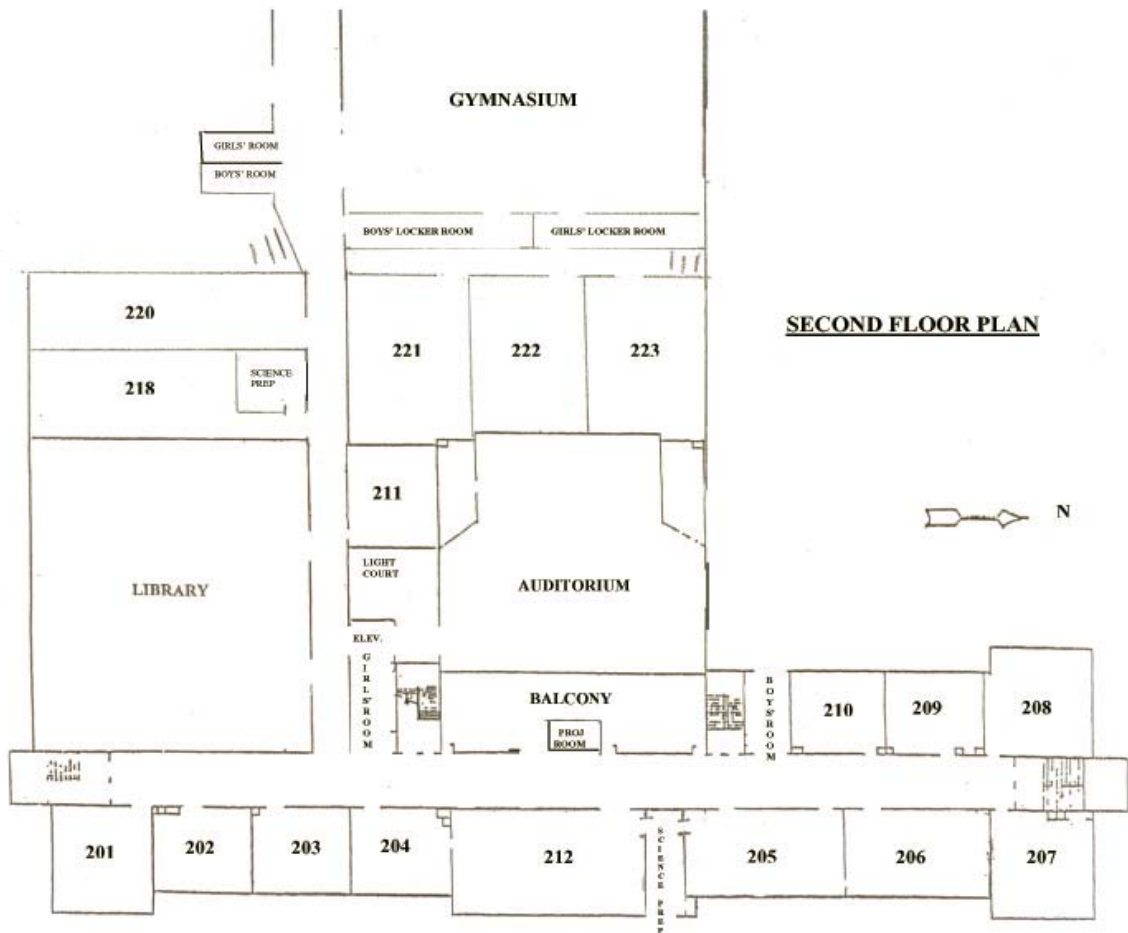 GYMNASIUM
GIRLS' ROOM
BOYS' ROOM
BOYS' LOCKER ROOM
GIRLS' LOCKER ROOM
220
221
222
223
SECOND FLOOR PLAN
218
SCIENCE
PREP
211
N
LIGHT
COURT
LIBRARY
AUDITORIUM
ELEV.
GIRLS'ROOM
BALCONY
PROJ
ROOM
BOYS'ROOM
210
209
208
201
202
203
204
212
SCIENCE PREP
205
206
207